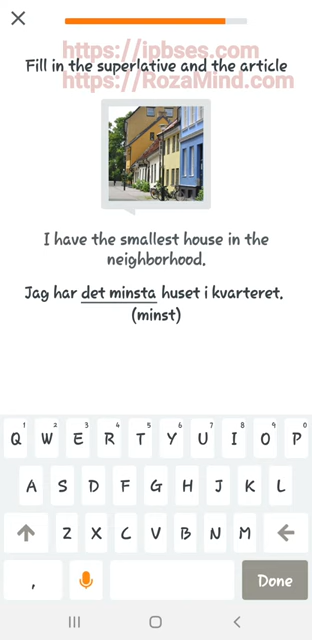 https://ipbses.com
Fill in the superlative and the article
https://RozaMind.com
I have the smallest house in the
neighborhood.
Jag har det minsta huset i kvarteret.
(minst)
1 2 3 4 5 6 7 8 9 0
Q W E R T Y U I O P
A S D F G H J K L
Z X C V B N M
, Done